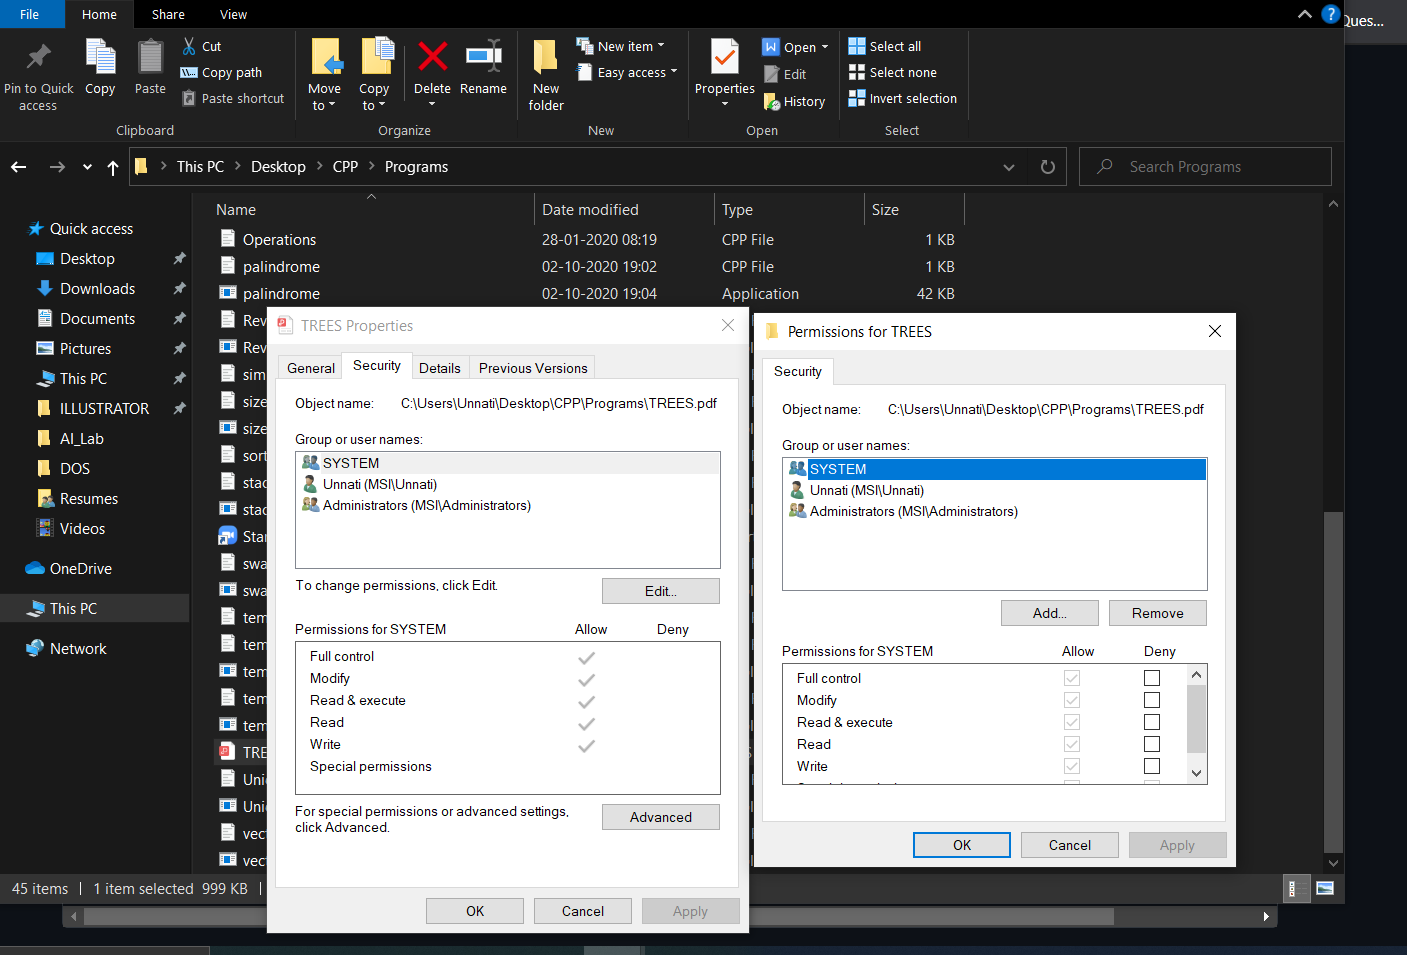 File
Home
Share
View
?
Ques...
Pin to Quick access
Copy
Paste
Cut
Copy path
Paste shortcut
Clipboard
Move to
Copy to
Delete
Rename
Organize
New folder
New item
Easy access
New
Properties
Open
Edit
History
Open
Select all
Select none
Invert selection
Select
This PC
Desktop
CPP
Programs
Search Programs
Quick access
Desktop
Downloads
Documents
Pictures
This PC
ILLUSTRATOR
AI_Lab
DOS
Resumes
Videos
OneDrive
This PC
Network
Name Date modified Type Size
Operations 28-01-2020 08:19 CPP File 1 KB
palindrome 02-10-2020 19:02 CPP File 1 KB
palindrome 02-10-2020 19:04 Application 42 KB
Rev
Rev
sim
size
size
sort
stac
stac
Star
swa
swa
tem
tem
tem
tem
tem
TREE
Uni
Uni
vect
vect
45 items
1 item selected 999 KB
TREES Properties
General
Security
Details
Previous Versions
Object name: C:\Users\Unnati\Desktop\CPP\Programs\TREES.pdf
Group or user names:
SYSTEM
Unnati (MSI\Unnati)
Administrators (MSI\Administrators)
To change permissions, click Edit.
Edit...
Permissions for SYSTEM Allow Deny
Full control
Modify
Read & execute
Read
Write
Special permissions
For special permissions or advanced settings,
click Advanced.
Advanced
OK
Cancel
Apply
Permissions for TREES
Security
Object name: C:\Users\Unnati\Desktop\CPP\Programs\TREES.pdf
Group or user names:
SYSTEM
Unnati (MSI\Unnati)
Administrators (MSI\Administrators)
Add...
Remove
Permissions for SYSTEM Allow Deny
Full control
Modify
Read & execute
Read
Write
OK
Cancel
Apply